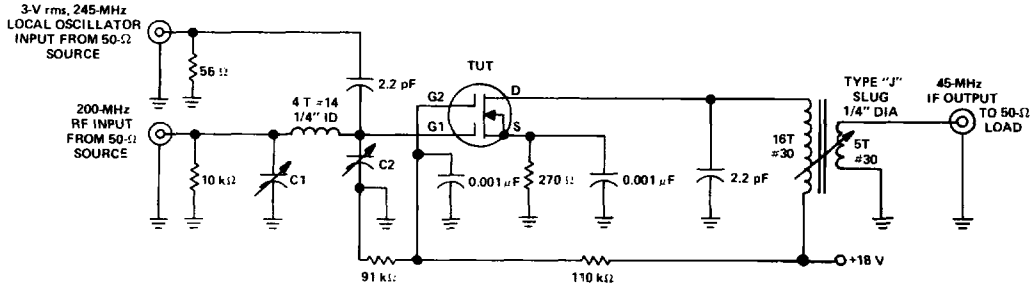 3-V rms, 245-MHz
LOCAL OSCILLATOR
INPUT FROM 50-Ω
SOURCE
56 Ω
2.2 pF
TUT
200-MHz
RF INPUT
FROM 50-Ω
SOURCE
4 T #14
1/4" ID
G2
G1
D
S
10 kΩ
C1
C2
0.001 μF
270 Ω
0.001 μF
2.2 pF
16T
#30
TYPE "J"
SLUG
1/4" DIA
5T
#30
45-MHz
IF OUTPUT
TO 50-Ω
LOAD
91 kΩ
110 kΩ
+18 V